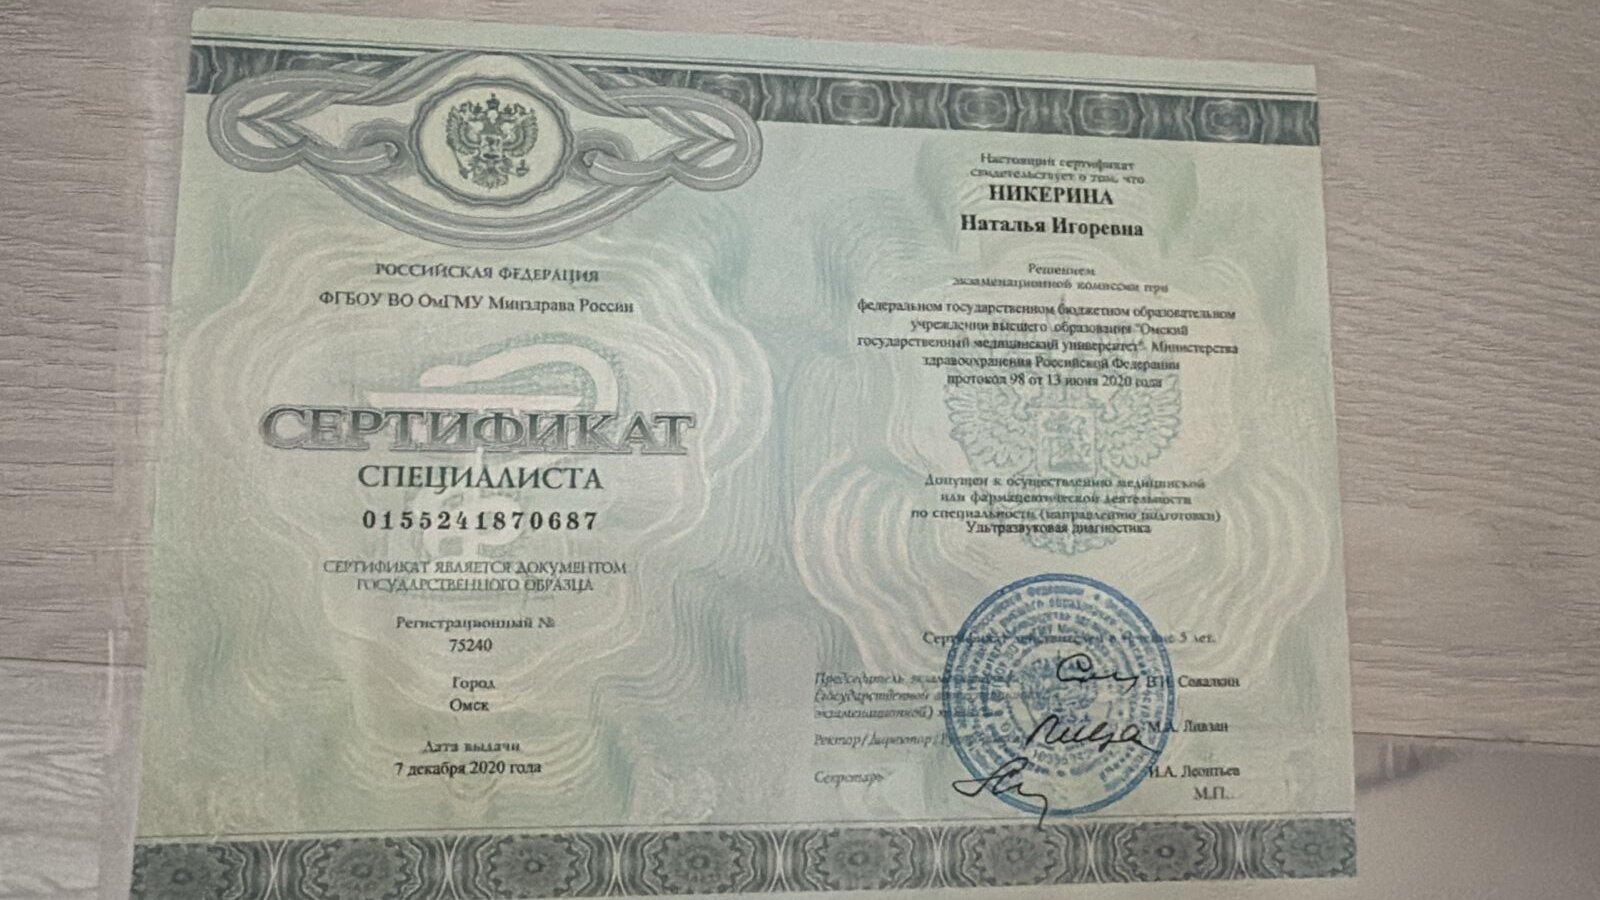 РОССИЙСКАЯ ФЕДЕРАЦИЯ
ФГБОУ ВО ОмГМУ Минздрава России
СЕРТИФИКАТ
СПЕЦИАЛИСТА
0155241870687
СЕРТИФИКАТ ЯВЛЯЕТСЯ ДОКУМЕНТОМ
ГОСУДАРСТВЕННОГО ОБРАЗЦА
Регистрационный №
75240
Город
Омск
Дата выдачи
7 декабря 2020 года
Настоящий сертификат
свидетельствует о том, что
НИКЕРИНА
Наталья Игоревна
Решением
экзаменационной комиссии при
федеральном государственном бюджетном образовательном
учреждении высшего образования "Омский
государственный медицинский университет" Министерства
здравоохранения Российской Федерации
протокол 98 от 13 июня 2020 года
Допущен к осуществлению медицинской
или фармацевтической деятельности
по специальности (направлению подготовки)
Ультразвуковая диагностика
Сертификат действителен в течение 5 лет.
Председатель
(государственной
экзаменационной)
В.И. Совалкин
Ректор/Директор/
М.А. Ливзан
Секретарь
И.А. Леонтьев
М.П.